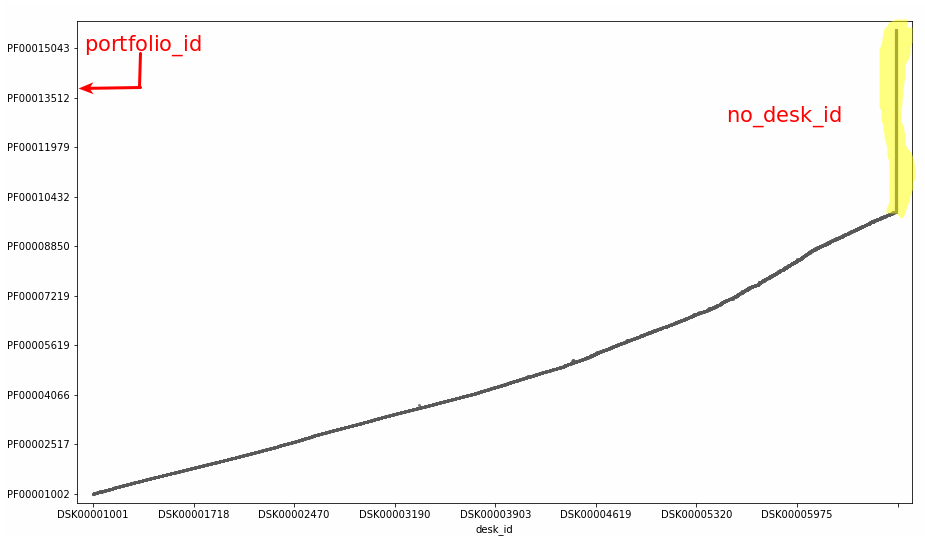 PF00015043
portfolio_id
PF00013512
no_desk_id
PF00011979
PF00010432
PF00008850
PF00007219
PF00005619
PF00004066
PF00002517
PF00001002
DSK00001001 DSK00001718 DSK00002470 DSK00003190 DSK00003903 DSK00004619 DSK00005320 DSK00005975
desk_id